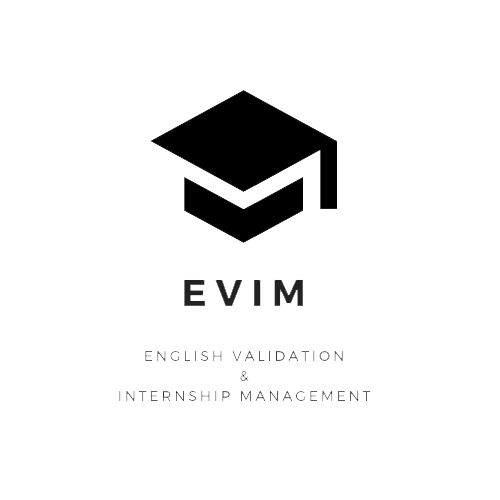 EVIM
ENGLISH VALIDATION
&
INTERNSHIP MANAGEMENT